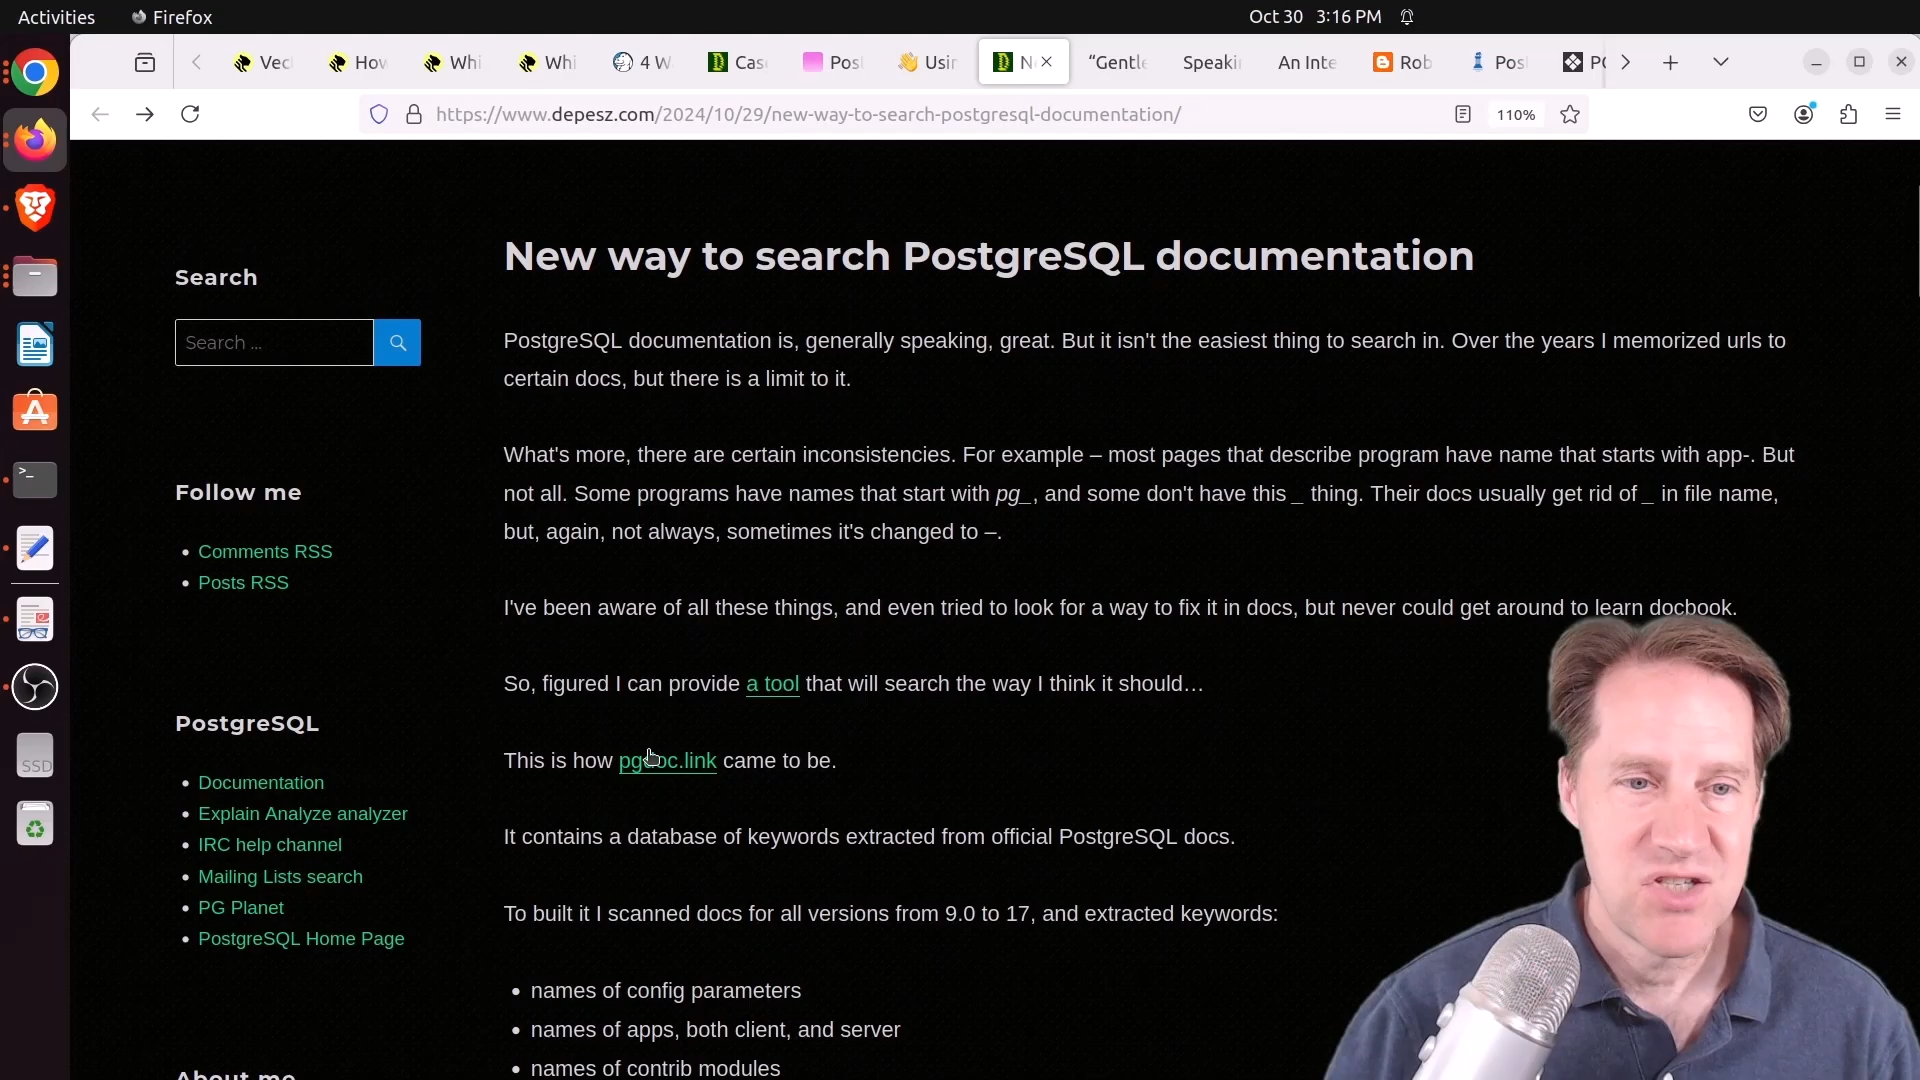 Activities
Firefox
Oct 30 3:16 PM
Vec
How
Whi
Whi
4 W
Cas
Pos
Usin
N
"Gentle
Speaki
An Inte
Rob
Pos
PO
https://www.depesz.com/2024/10/29/new-way-to-search-postgresql-documentation/
110%
Search
Search ...
Follow me
Comments RSS
Posts RSS
PostgreSQL
Documentation
Explain Analyze analyzer
IRC help channel
Mailing Lists search
PG Planet
PostgreSQL Home Page
About me
SSD
New way to search PostgreSQL documentation
PostgreSQL documentation is, generally speaking, great. But it isn't the easiest thing to search in. Over the years I memorized urls to
certain docs, but there is a limit to it.
What's more, there are certain inconsistencies. For example – most pages that describe program have name that starts with app-. But
not all. Some programs have names that start with pg_, and some don't have this _ thing. Their docs usually get rid of _ in file name,
but, again, not always, sometimes it's changed to –.
I've been aware of all these things, and even tried to look for a way to fix it in docs, but never could get around to learn docbook.
So, figured I can provide a tool that will search the way I think it should…
This is how pgdoc.link came to be.
It contains a database of keywords extracted from official PostgreSQL docs.
To built it I scanned docs for all versions from 9.0 to 17, and extracted keywords:
names of config parameters
names of apps, both client, and server
names of contrib modules